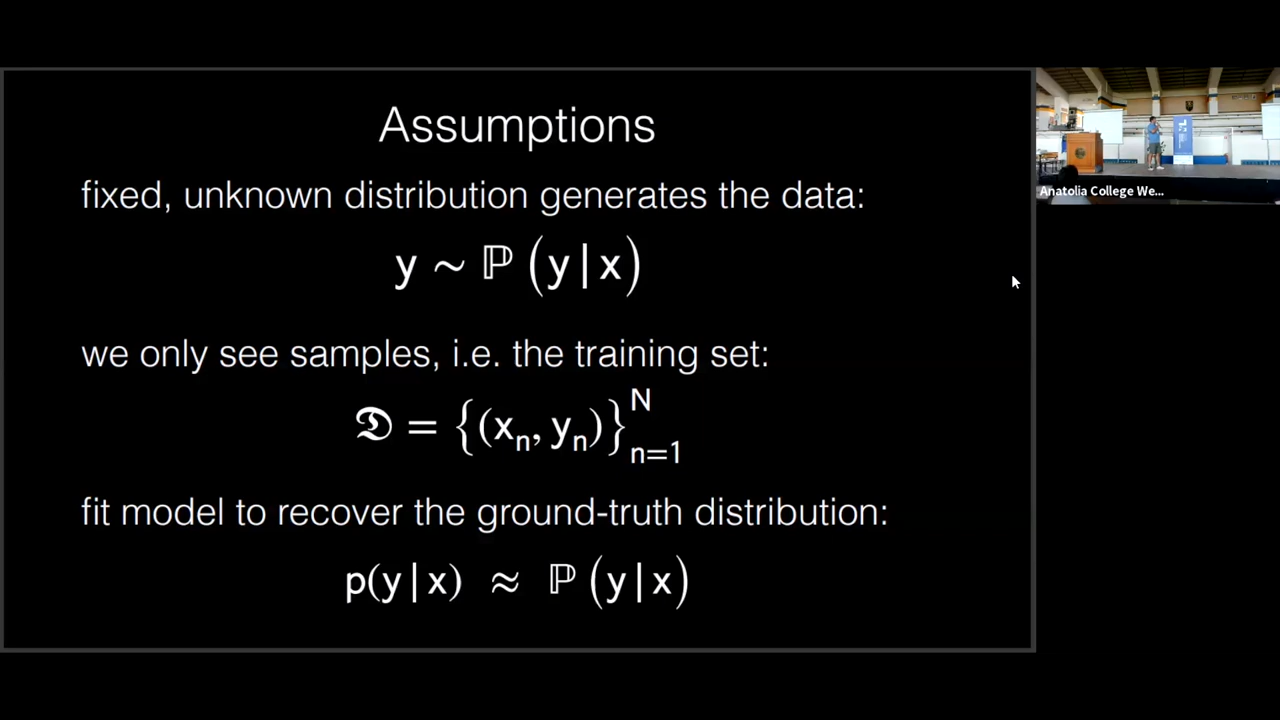 Assumptions
fixed, unknown distribution generates the data:
y ∼ ℙ (y | x)
we only see samples, i.e. the training set:
𝔇 = {(xₙ, yₙ)}ᴺₙ₌₁
fit model to recover the ground-truth distribution:
p(y | x) ≈ ℙ (y | x)
Anatolia College We...